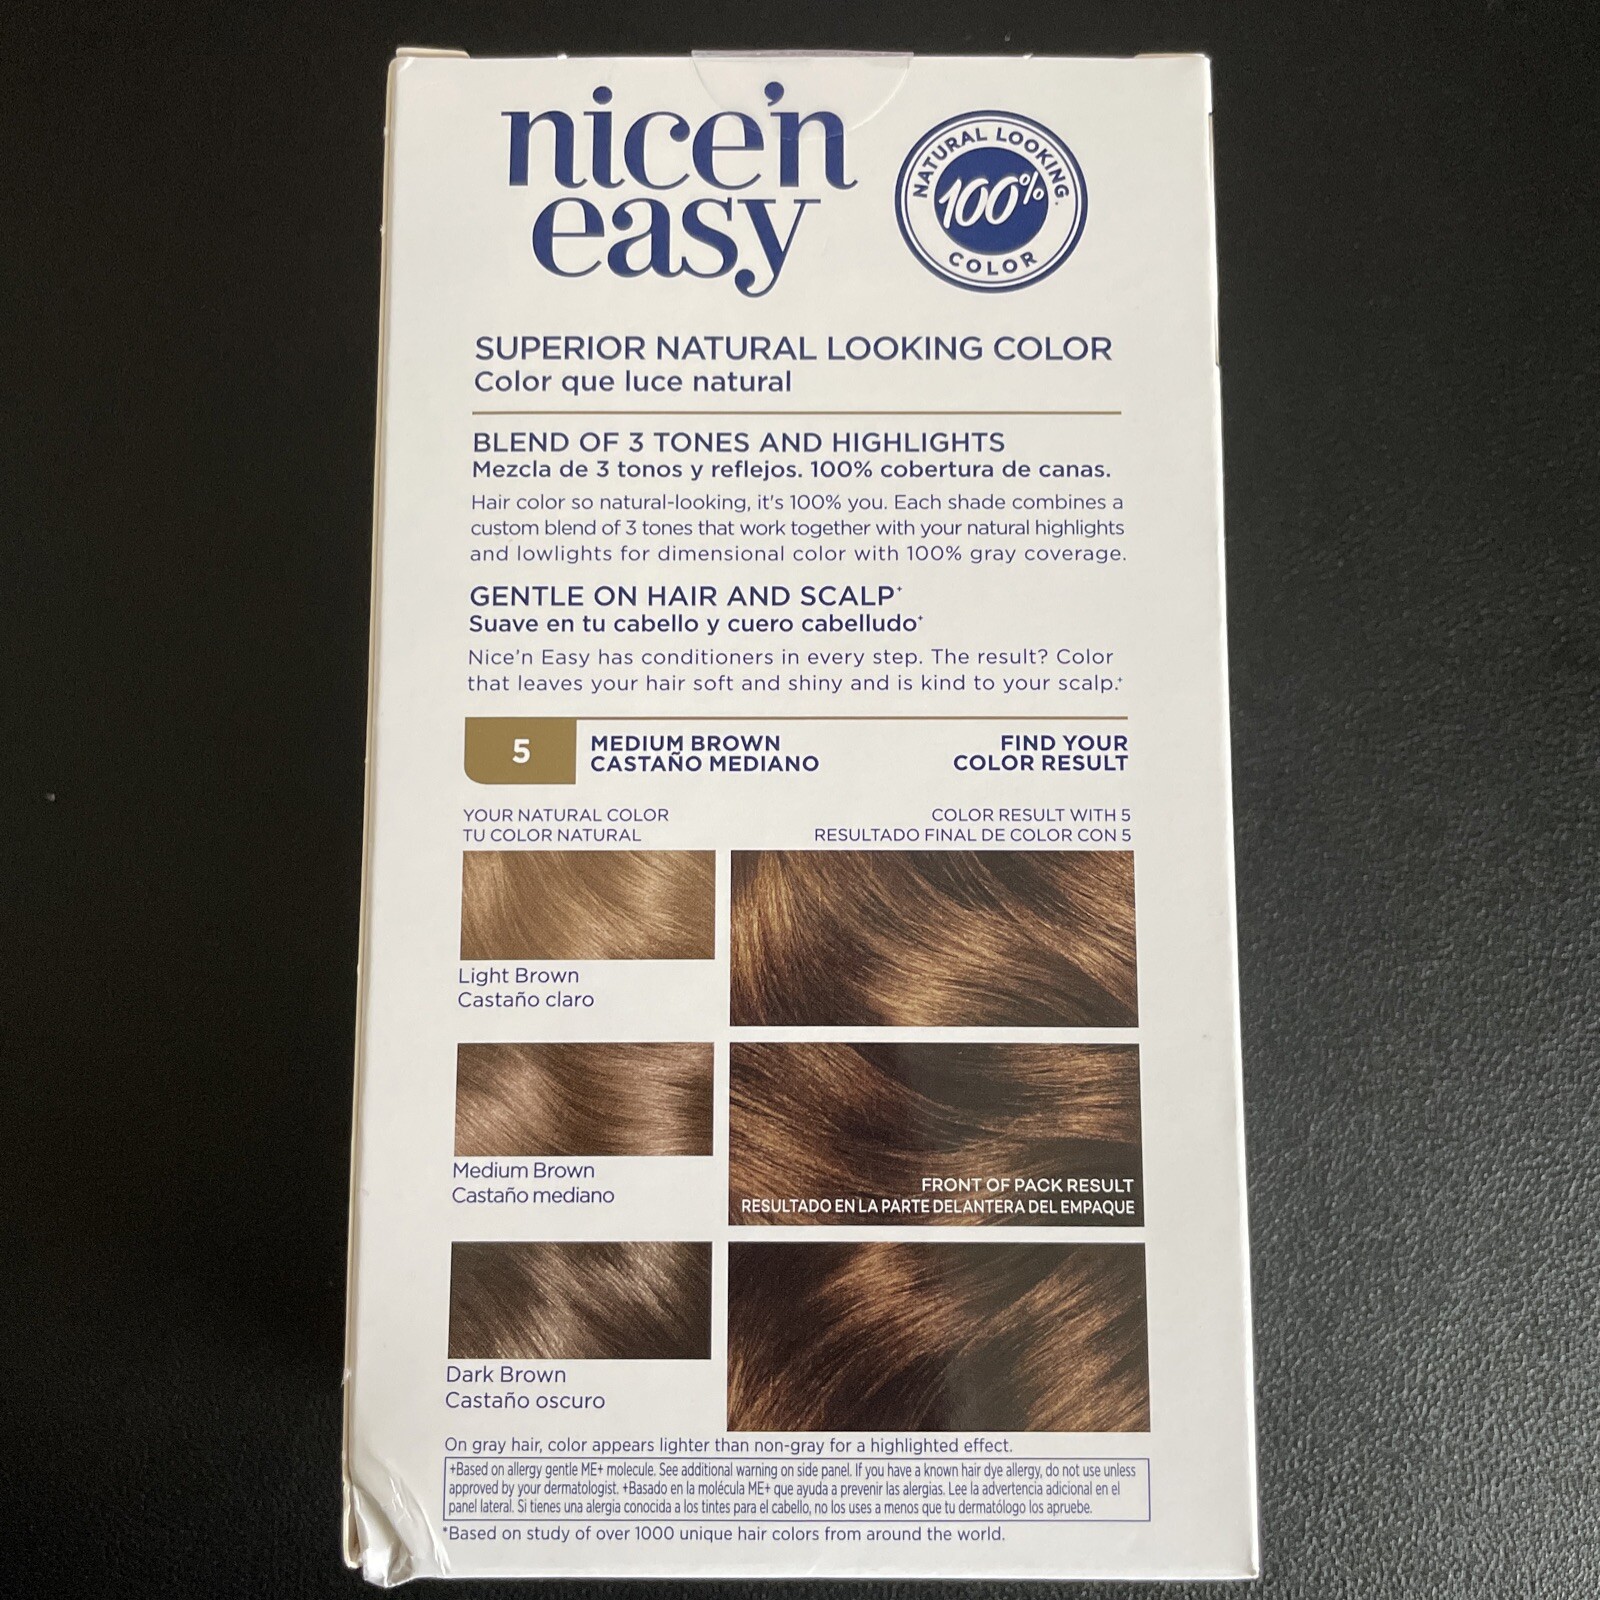 nice'n
easy
NATURAL LOOKING.
100%
COLOR
SUPERIOR NATURAL LOOKING COLOR
Color que luce natural
BLEND OF 3 TONES AND HIGHLIGHTS
Mezcla de 3 tonos y reflejos. 100% cobertura de canas.
Hair color so natural-looking, it's 100% you. Each shade combines a
custom blend of 3 tones that work together with your natural highlights
and lowlights for dimensional color with 100% gray coverage.
GENTLE ON HAIR AND SCALP+
Suave en tu cabello y cuero cabelludo+
Nice'n Easy has conditioners in every step. The result? Color
that leaves your hair soft and shiny and is kind to your scalp.+
5
MEDIUM BROWN
CASTAÑO MEDIANO
FIND YOUR
COLOR RESULT
YOUR NATURAL COLOR
TU COLOR NATURAL
COLOR RESULT WITH 5
RESULTADO FINAL DE COLOR CON 5
Light Brown
Castaño claro
Medium Brown
Castaño mediano
FRONT OF PACK RESULT
RESULTADO EN LA PARTE DELANTERA DEL EMPAQUE
Dark Brown
Castaño oscuro
On gray hair, color appears lighter than non-gray for a highlighted effect.
+Based on allergy gentle ME+ molecule. See additional warning on side panel. If you have a known hair dye allergy, do not use unless
approved by your dermatologist. +Basado en la molécula ME+ que ayuda a prevenir las alergias. Lee la advertencia adicional en el
panel lateral. Si tienes una alergia conocida a los tintes para el cabello, no los uses a menos que tu dermatólogo los apruebe.
*Based on study of over 1000 unique hair colors from around the world.